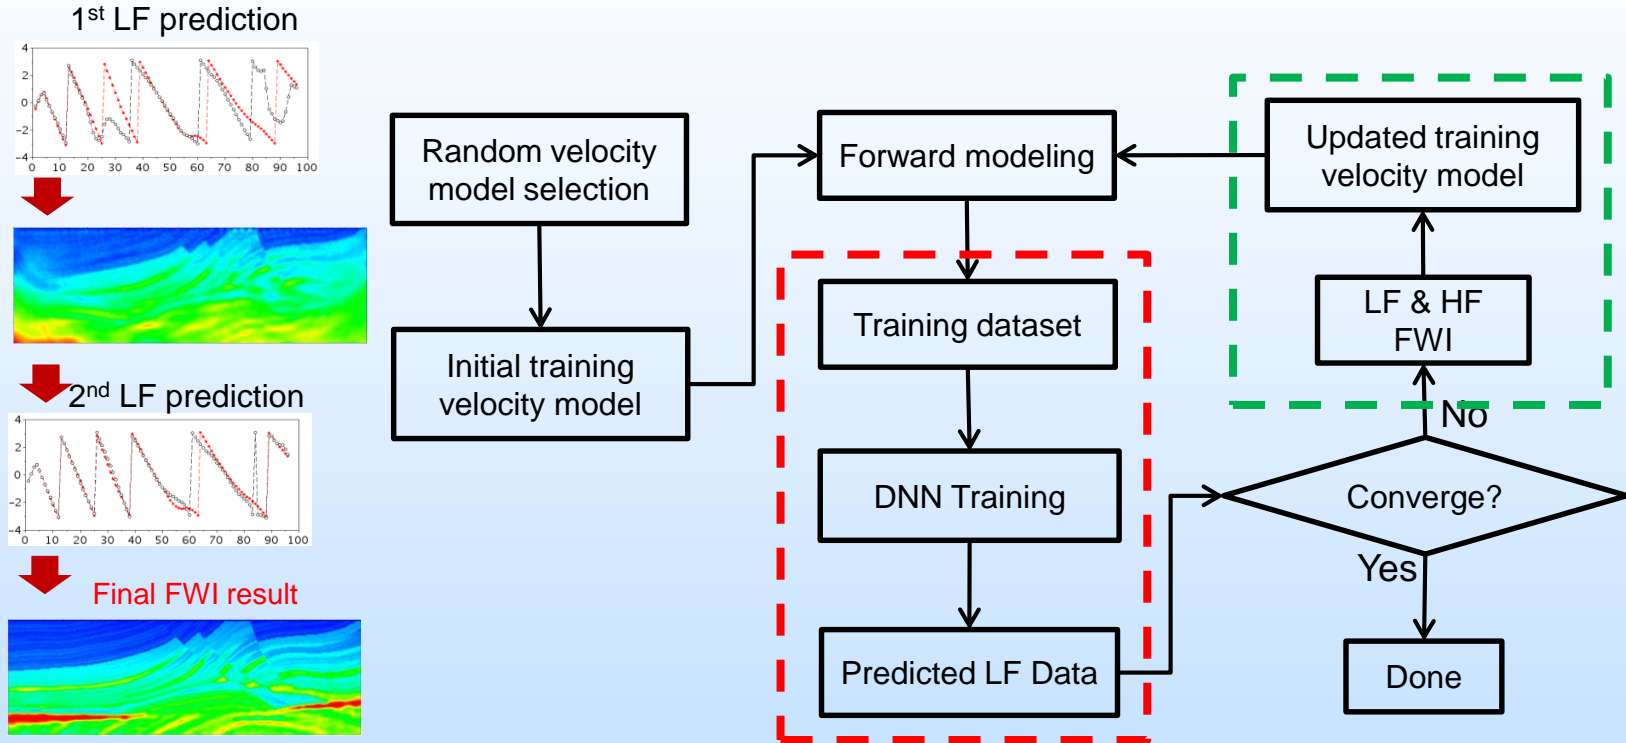 1st LF prediction
4
2
0
−2
−4
0 10 20 30 40 50 60 70 80 90 100
2nd LF prediction
4
2
0
−2
−4
0 10 20 30 40 50 60 70 80 90 100
Final FWI result
Random velocity
model selection
Initial training
velocity model
Forward modeling
Training dataset
DNN Training
Predicted LF Data
Updated training
velocity model
LF & HF
FWI
No
Converge?
Yes
Done